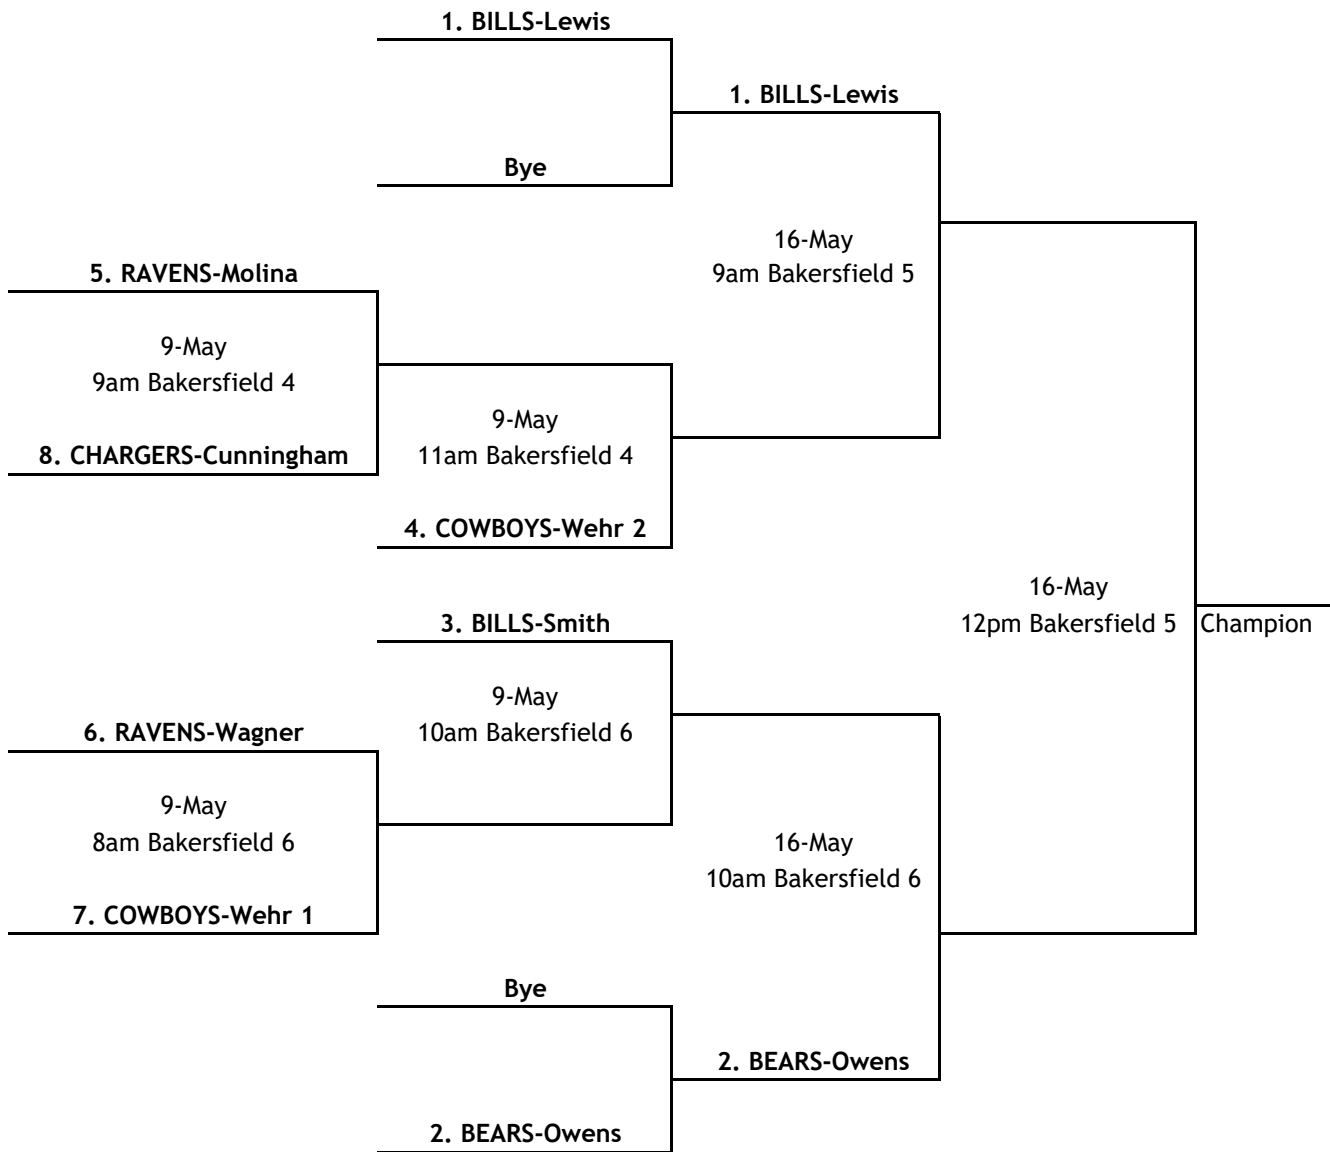 1. BILLS-Lewis
1. BILLS-Lewis
Bye
16-May
9am Bakersfield 5
5. RAVENS-Molina
9-May
9am Bakersfield 4
8. CHARGERS-Cunningham
9-May
11am Bakersfield 4
4. COWBOYS-Wehr 2
16-May
12pm Bakersfield 5
Champion
3. BILLS-Smith
9-May
10am Bakersfield 6
6. RAVENS-Wagner
9-May
8am Bakersfield 6
7. COWBOYS-Wehr 1
16-May
10am Bakersfield 6
Bye
2. BEARS-Owens
2. BEARS-Owens